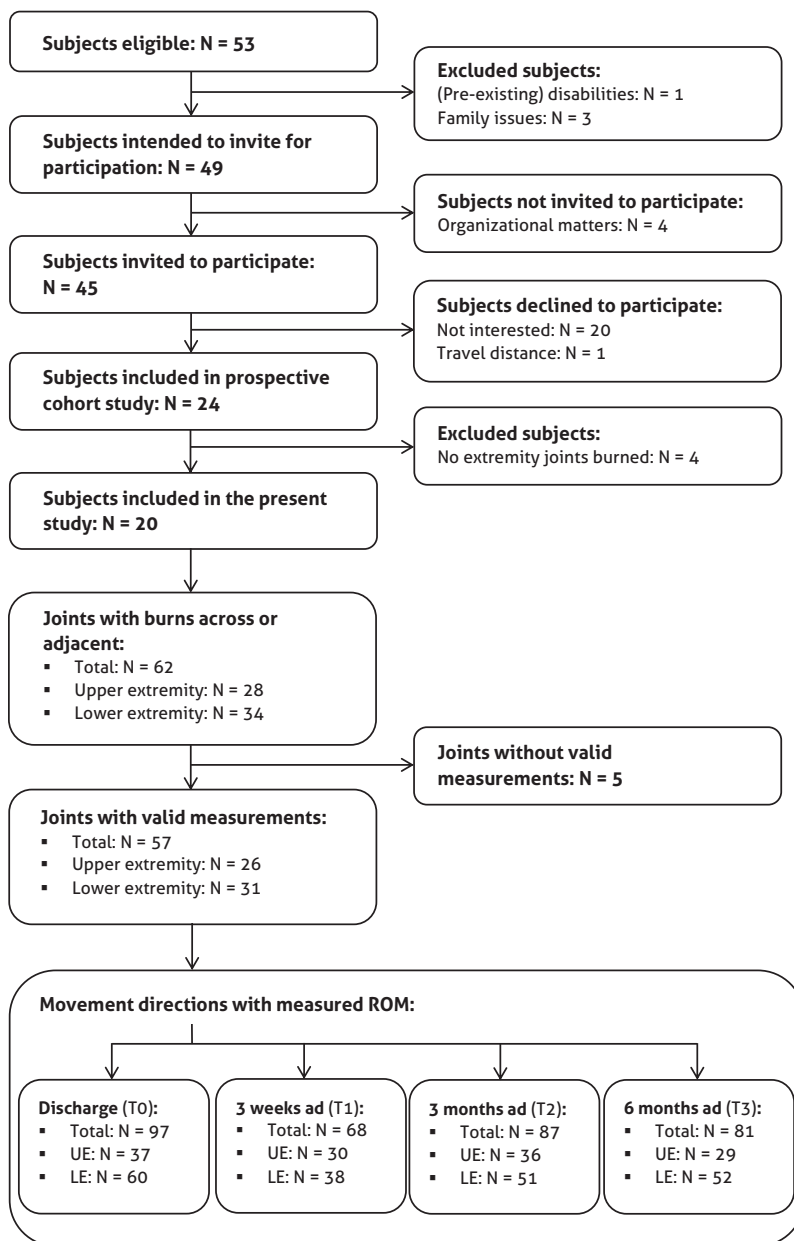 Subjects eligible: N = 53
Excluded subjects:
(Pre-existing) disabilities: N = 1
Family issues: N = 3
Subjects intended to invite for
participation: N = 49
Subjects not invited to participate:
Organizational matters: N = 4
Subjects invited to participate:
N = 45
Subjects declined to participate:
Not interested: N = 20
Travel distance: N = 1
Subjects included in prospective
cohort study: N = 24
Excluded subjects:
No extremity joints burned: N = 4
Subjects included in the present
study: N = 20
Joints with burns across or
adjacent:
▪ Total: N = 62
▪ Upper extremity: N = 28
▪ Lower extremity: N = 34
Joints without valid
measurements: N = 5
Joints with valid measurements:
▪ Total: N = 57
▪ Upper extremity: N = 26
▪ Lower extremity: N = 31
Movement directions with measured ROM:
Discharge (T0):
▪ Total: N = 97
▪ UE: N = 37
▪ LE: N = 60
3 weeks ad (T1):
▪ Total: N = 68
▪ UE: N = 30
▪ LE: N = 38
3 months ad (T2):
▪ Total: N = 87
▪ UE: N = 36
▪ LE: N = 51
6 months ad (T3):
▪ Total: N = 81
▪ UE: N = 29
▪ LE: N = 52